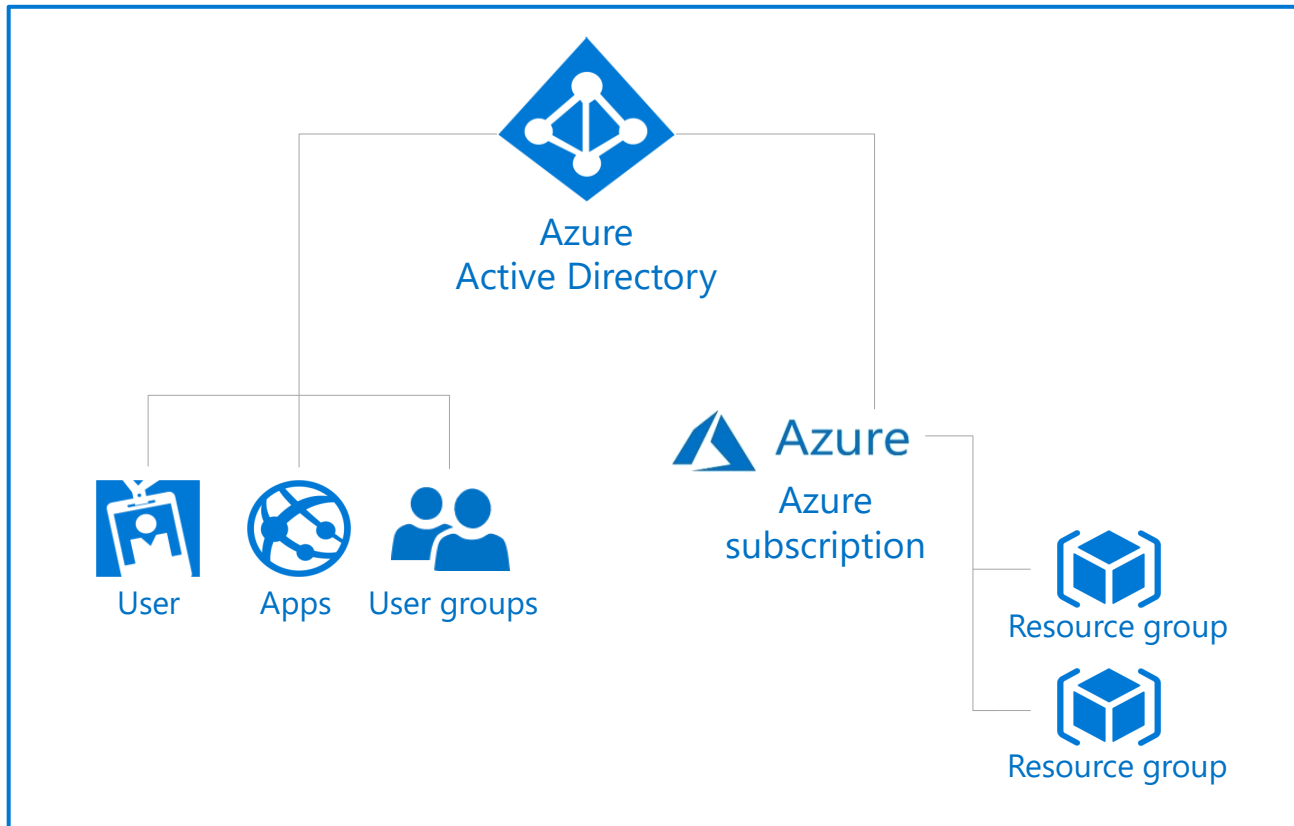 Azure
Active Directory
Azure
Azure
subscription
User
Apps
User groups
Resource group
Resource group